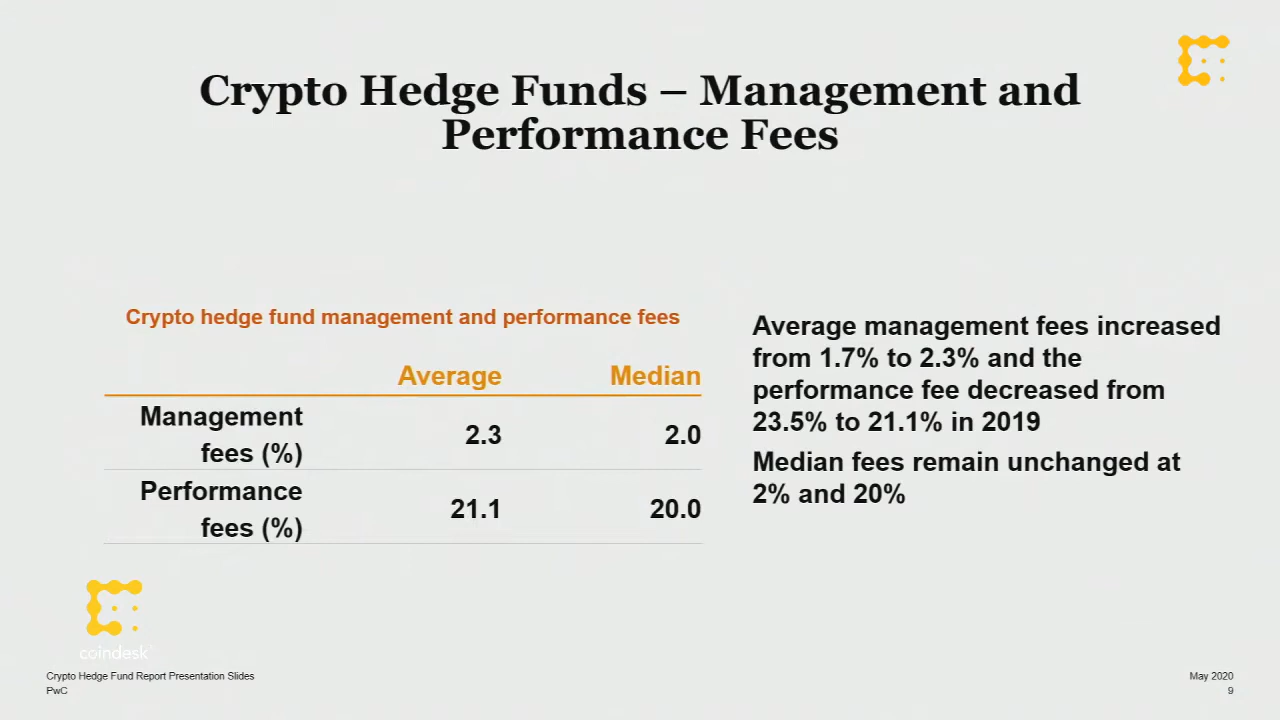 Crypto Hedge Funds – Management and
Performance Fees
Crypto hedge fund management and performance fees
Average Median
Management
fees (%) 2.3 2.0
Performance
fees (%) 21.1 20.0
Average management fees increased
from 1.7% to 2.3% and the
performance fee decreased from
23.5% to 21.1% in 2019
Median fees remain unchanged at
2% and 20%
coindesk
Crypto Hedge Fund Report Presentation Slides
PwC
May 2020
9